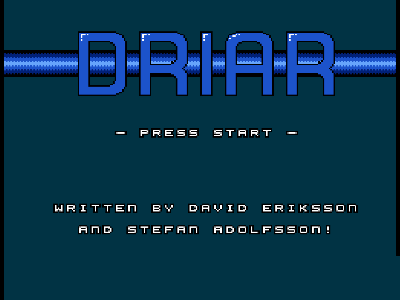 DRIAR
- PRESS START -
WRITTEN BY DAVID ERIKSSON
AND STEFAN ADOLFSSON!